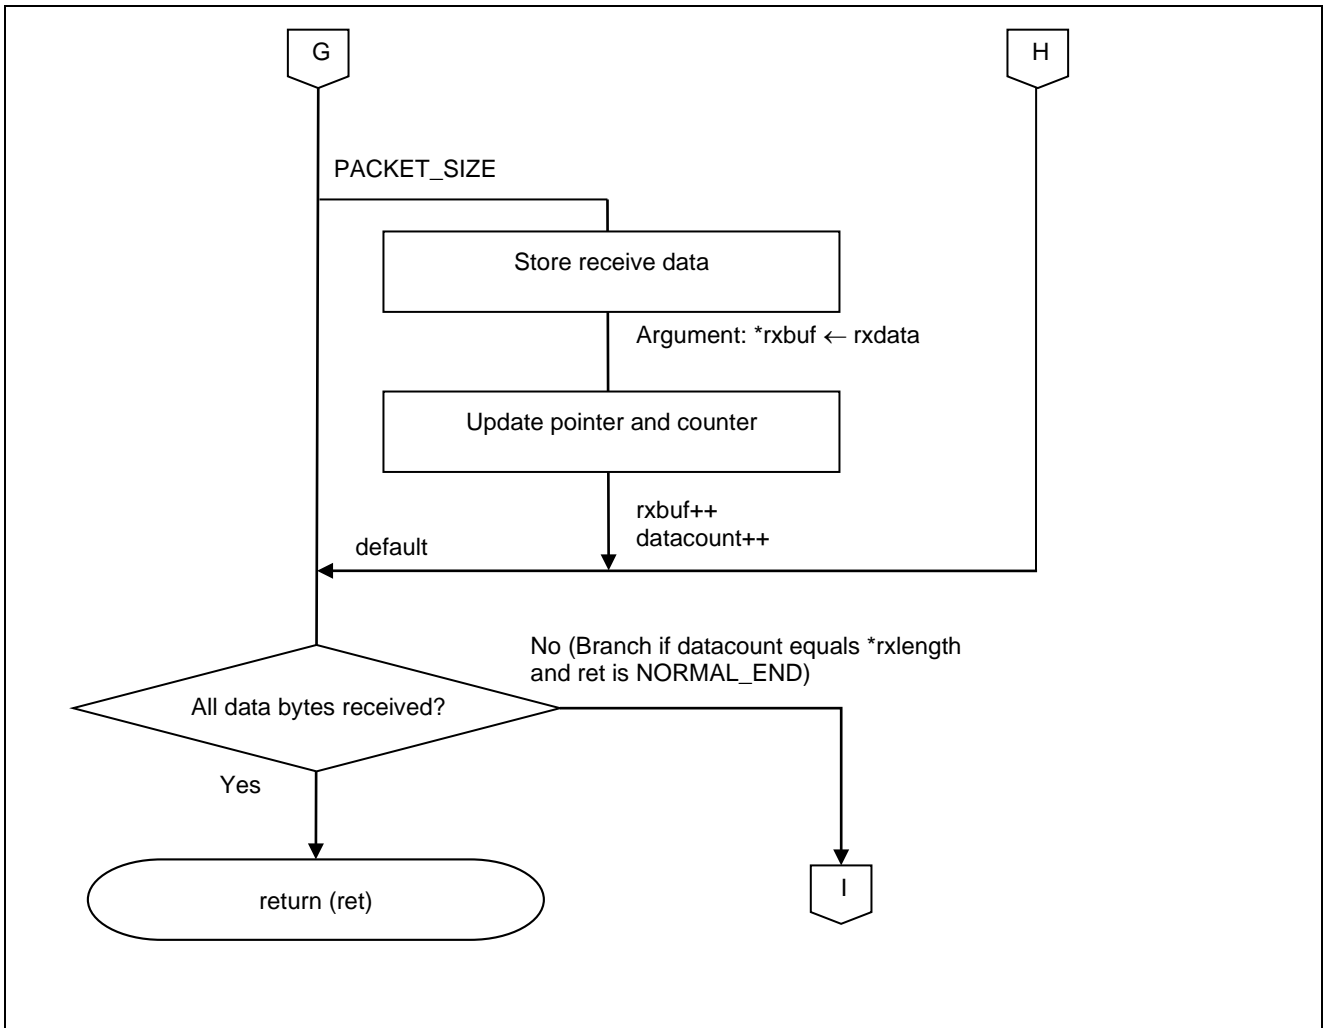 G
H
PACKET_SIZE
Store receive data
Argument: *rxbuf ← rxdata
Update pointer and counter
rxbuf++
datacount++
default
No (Branch if datacount equals *rxlength
and ret is NORMAL_END)
All data bytes received?
Yes
return (ret)
I